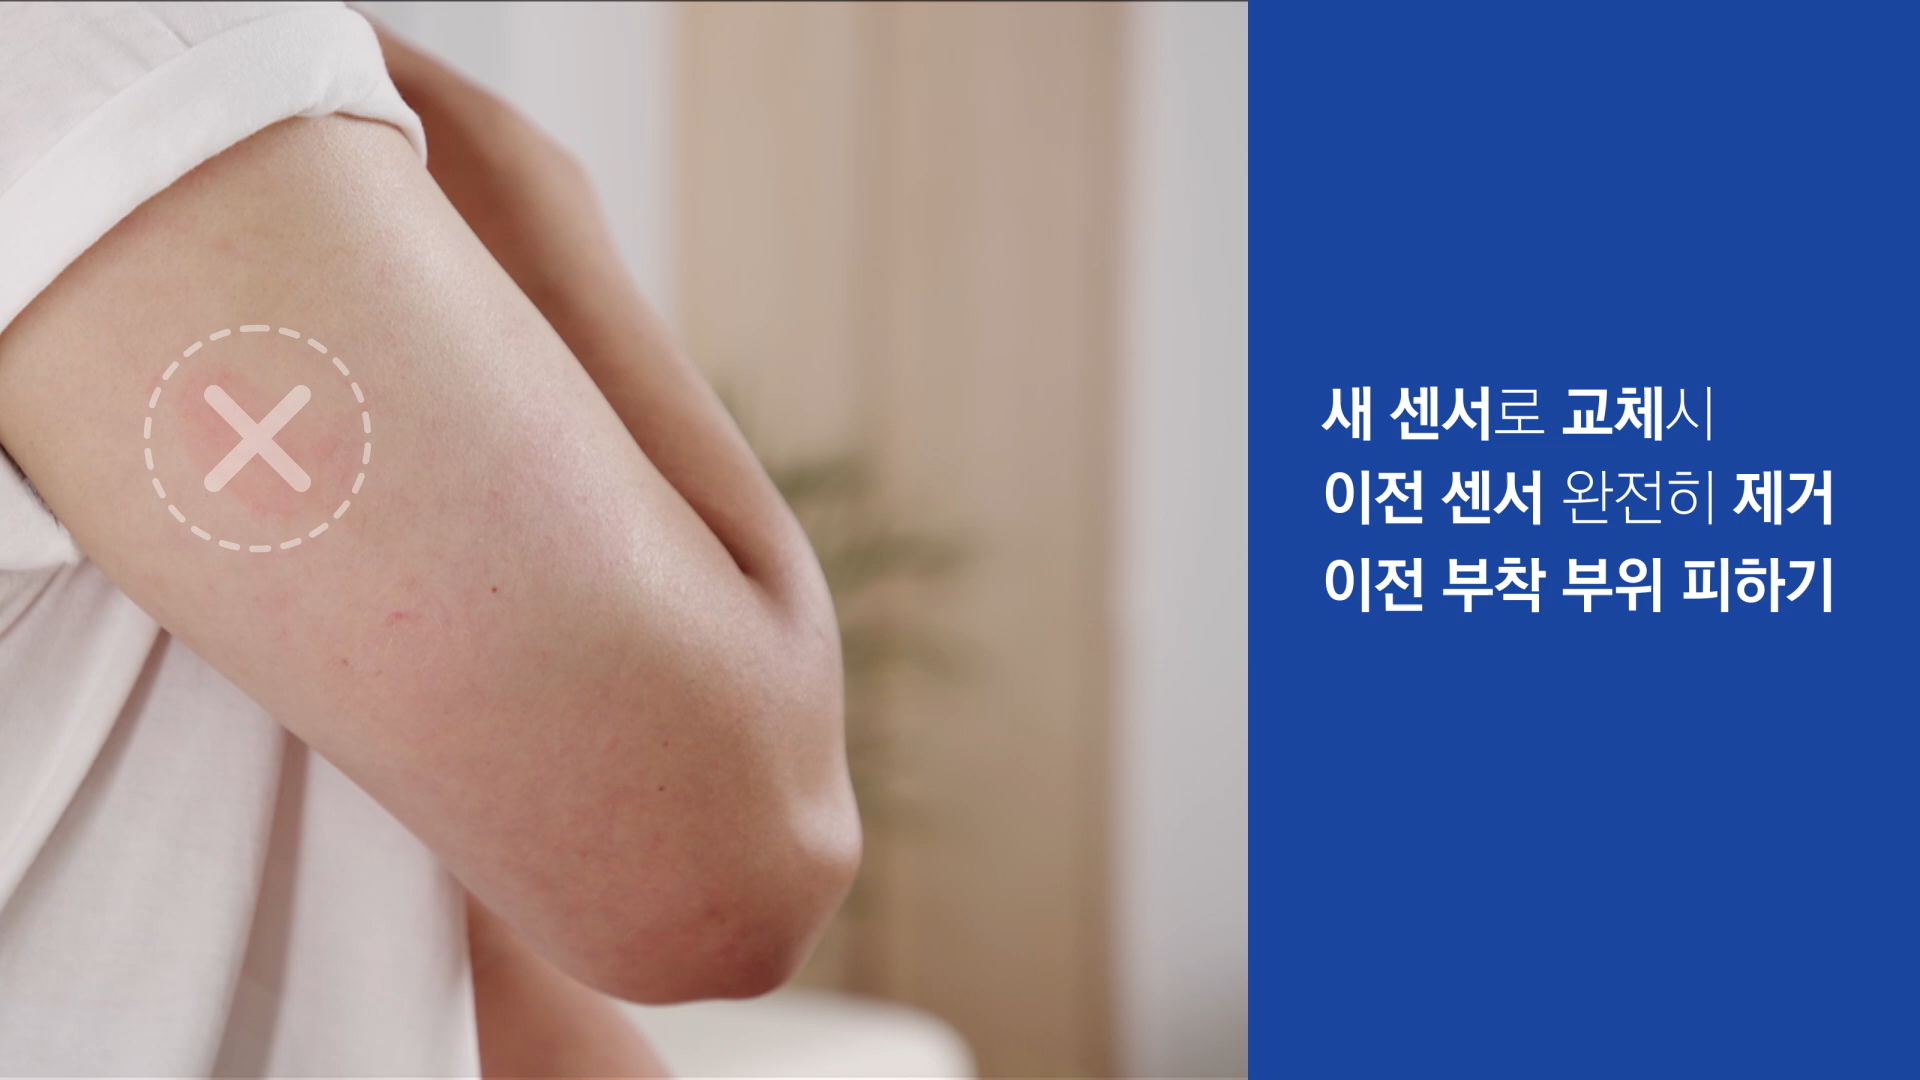 새 센서로 교체시
이전 센서 완전히 제거
이전 부착 부위 피하기